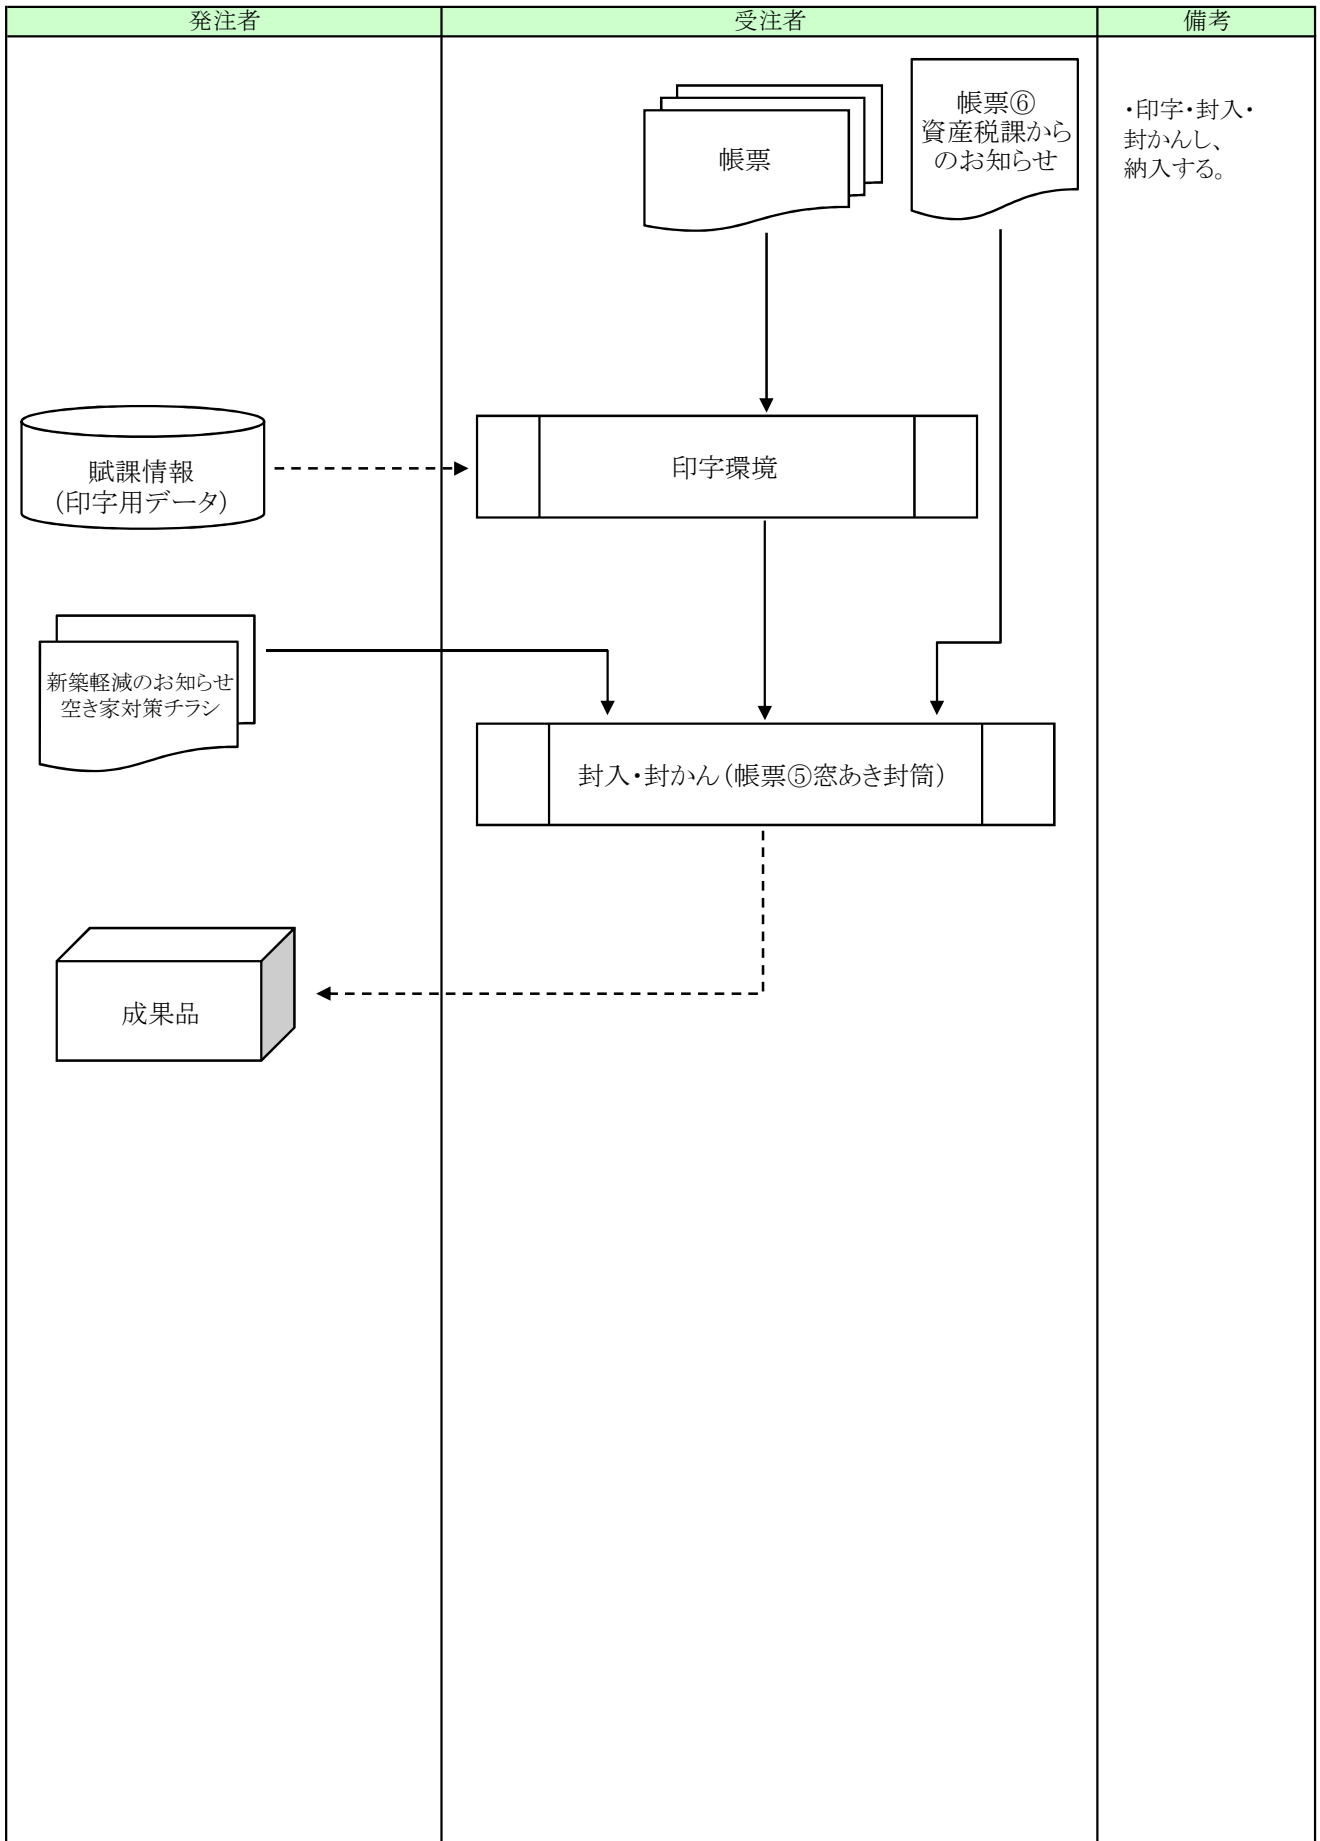 発注者
受注者
備考
帳票
帳票⑥
資産税課から
のお知らせ
・印字・封入・
封かんし、
納入する。
賦課情報
(印字用データ)
印字環境
新築軽減のお知らせ
空き家対策チラシ
封入・封かん(帳票⑤窓あき封筒)
成果品